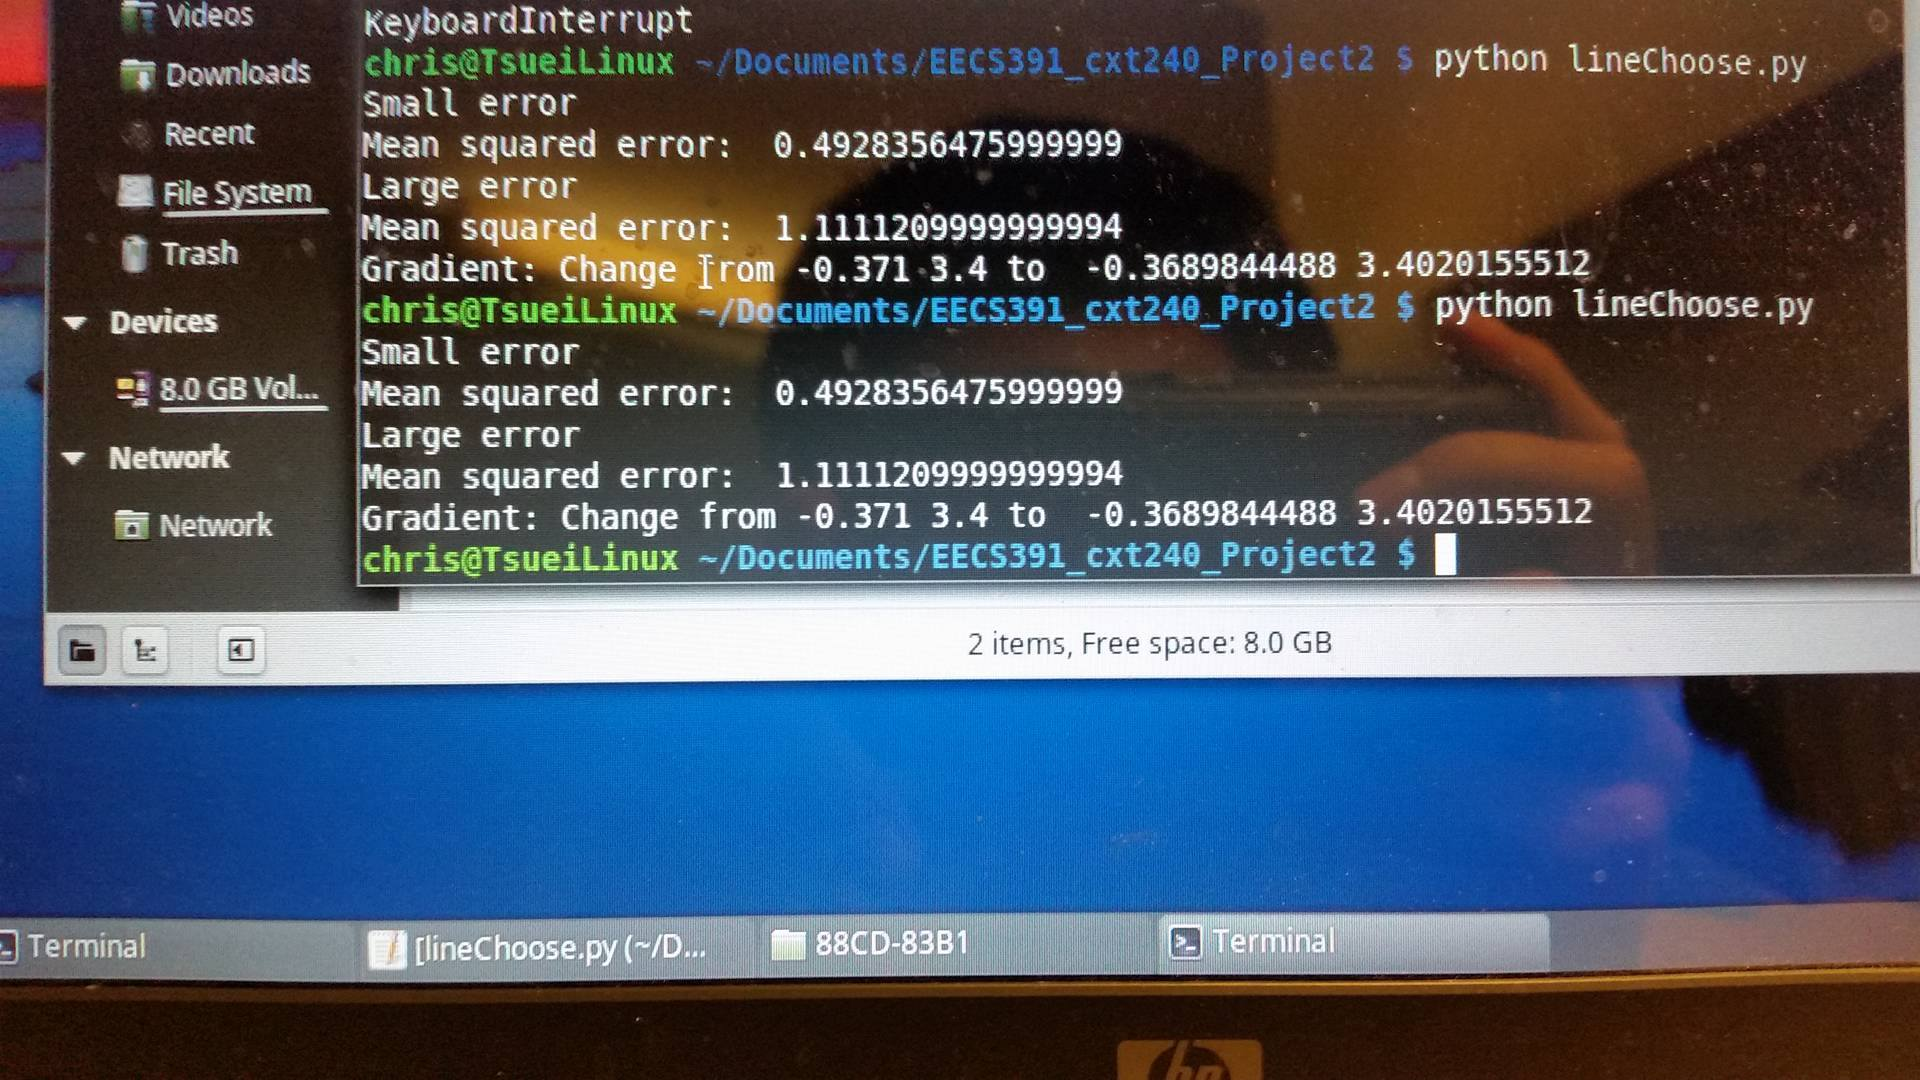 Videos
Downloads
Recent
File System
Trash
Devices
8.0 GB Vol...
Network
Network
KeyboardInterrupt
chris@TsueiLinux ~/Documents/EECS391_cxt240_Project2 $ python lineChoose.py
Small error
Mean squared error:  0.4928356475999999
Large error
Mean squared error:  1.1111209999999994
Gradient: Change from -0.371 3.4 to  -0.3689844488 3.4020155512
chris@TsueiLinux ~/Documents/EECS391_cxt240_Project2 $ python lineChoose.py
Small error
Mean squared error:  0.4928356475999999
Large error
Mean squared error:  1.1111209999999994
Gradient: Change from -0.371 3.4 to  -0.3689844488 3.4020155512
chris@TsueiLinux ~/Documents/EECS391_cxt240_Project2 $
2 items, Free space: 8.0 GB
Terminal
[lineChoose.py (~/D...
88CD-83B1
Terminal
hp